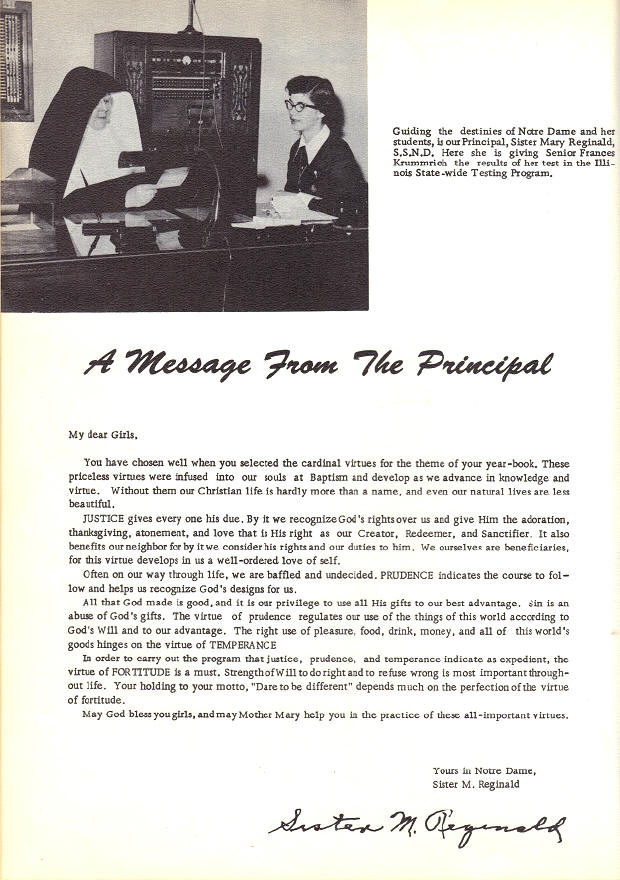 Guiding the destinies of Notre Dame and her
students, is our Principal, Sister Mary Reginald,
S.S.N.D. Here she is giving Senior Frances
Krummrich the results of her test in the Illi-
nois State-wide Testing Program.
A Message From The Principal
My dear Girls,
You have chosen well when you selected the cardinal virtues for the theme of your year-book. These
priceless virtues were infused into our souls at Baptism and develop as we advance in knowledge and
virtue. Without them our Christian life is hardly more than a name, and even our natural lives are less
beautiful.
JUSTICE gives every one his due. By it we recognize God's rights over us and give Him the adoration,
thanksgiving, atonement, and love that is His right as our Creator, Redeemer, and Sanctifier. It also
benefits our neighbor for by it we consider his rights and our duties to him. We ourselves are beneficiaries,
for this virtue develops in us a well-ordered love of self.
Often on our way through life, we are baffled and undecided. PRUDENCE indicates the course to fol-
low and helps us recognize God's designs for us.
All that God made is good, and it is our privilege to use all His gifts to our best advantage. Sin is an
abuse of God's gifts. The virtue of prudence regulates our use of the things of this world according to
God's Will and to our advantage. The right use of pleasure, food, drink, money, and all of this world's
goods hinges on the virtue of TEMPERANCE
In order to carry out the program that justice, prudence, and temperance indicate as expedient, the
virtue of FORTITUDE is a must. Strength of Will to do right and to refuse wrong is most important through-
out life. Your holding to your motto, "Dare to be different" depends much on the perfection of the virtue
of fortitude.
May God bless you girls, and may Mother Mary help you in the practice of these all-important virtues.
Yours in Notre Dame,
Sister M. Reginald
Sister M. Reginald